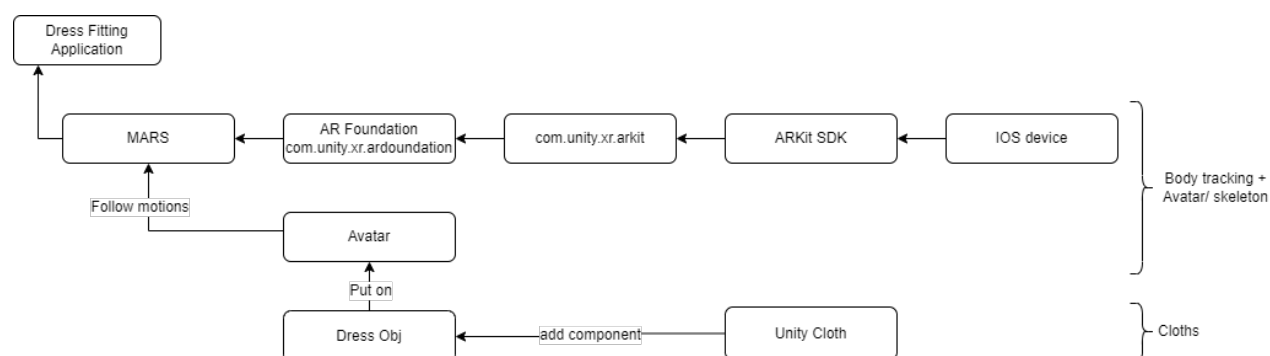 Dress Fitting
Application
MARS
AR Foundation
com.unity.xr.ardoundation
com.unity.xr.arkit
ARKit SDK
IOS device
Body tracking +
Avatar/ skeleton
Follow motions
Avatar
Put on
Dress Obj
add component
Unity Cloth
Cloths